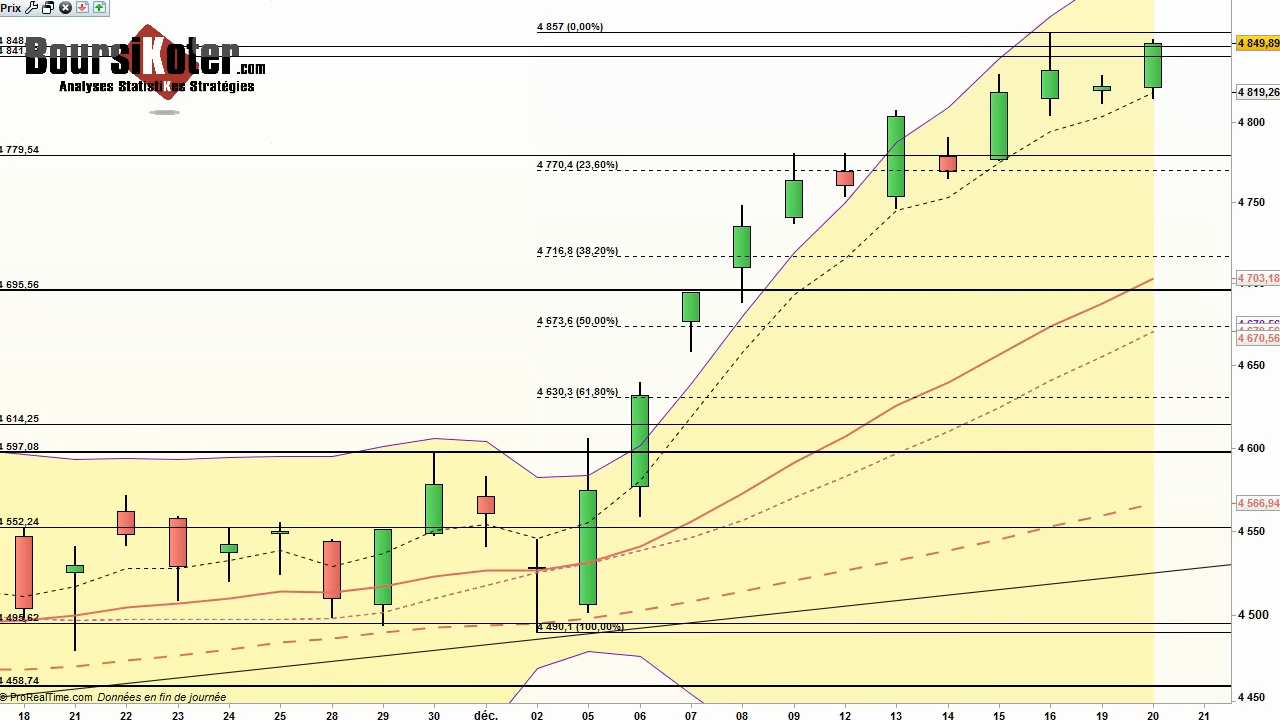 Prix
BoursiKoter.com
Analyses StatistiKes Stratégies
4 848
4 841
4 779,54
4 695,56
4 614,25
4 597,08
4 552,24
4 495,62
4 458,74
4 857 (0,00%)
4 770,4 (23,60%)
4 716,8 (38,20%)
4 673,6 (50,00%)
4 630,3 (61,80%)
4 490,1 (100,00%)
4 849,89
4 819,26
4 800
4 750
4 703,18
4 670,56
4 650
4 600
4 566,94
4 550
4 500
4 450
© ProRealTime.com Données en fin de journée
18 21 22 23 24 25 28 29 30 déc. 02 05 06 07 08 09 12 13 14 15 16 19 20 21